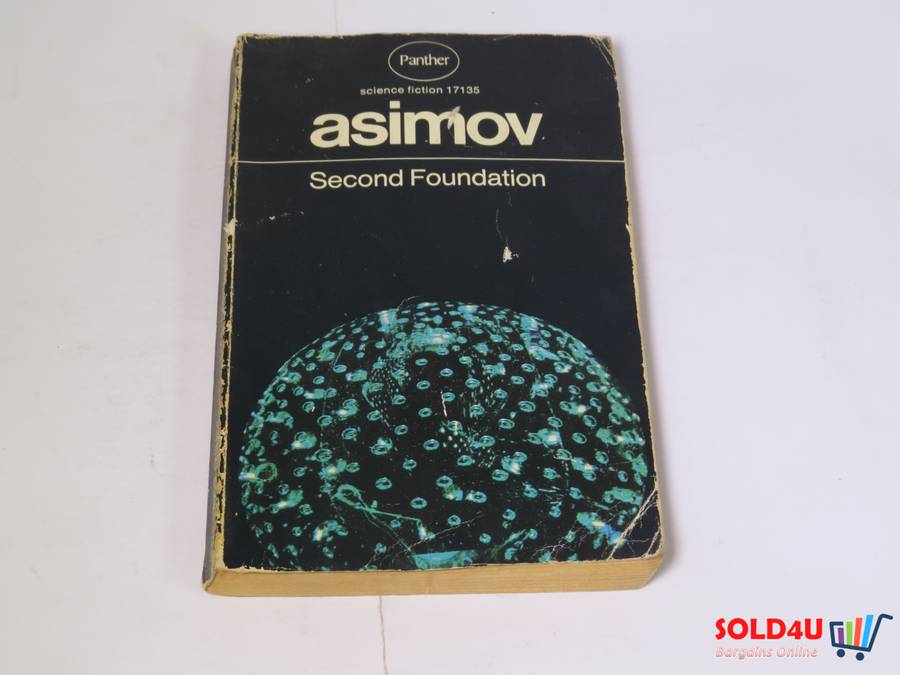 Panther
science fiction 17135
asimov
Second Foundation
SOLD4U
Bargains Online